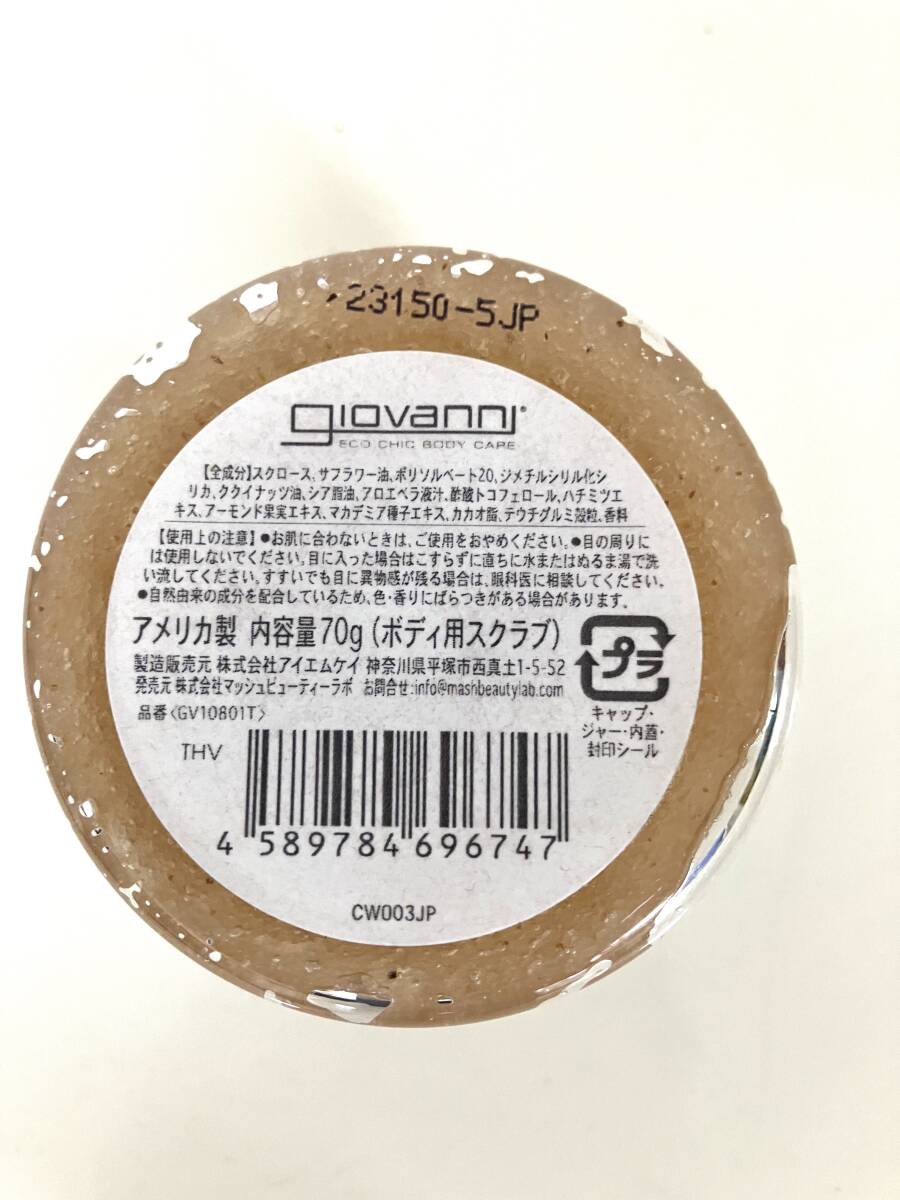 23150-5JP
giovanni®
ECO CHIC BODY CARE
【全成分】スクロース、サフラワー油、ポリソルベート20、ジメチルシリル化シ
リカ、ククイナッツ油、シア脂油、アロエベラ液汁、酢酸トコフェロール、ハチミツエ
キス、アーモンド果実エキス、マカデミア種子エキス、カカオ脂、テウチグルミ殻粒、香料
【使用上の注意】●お肌に合わないときは、ご使用をおやめください。●目の周りに
は使用しないでください。目に入った場合はこすらずに直ちに水またはぬるま湯で洗
い流してください。すすいでも目に異物感が残る場合は、眼科医に相談してください。
●自然由来の成分を配合しているため、色・香りにばらつきがある場合があります。
アメリカ製 内容量70g（ボディ用スクラブ）
製造販売元 株式会社アイエムケイ 神奈川県平塚市西真土1-5-52
発売元 株式会社マッシュビューティーラボ お問合せ:info@mashbeautylab.com
品番〈GV10801T〉
プラ
キャップ・
ジャー・内蓋・
封印シール
THV
4 589784 696747
CW003JP